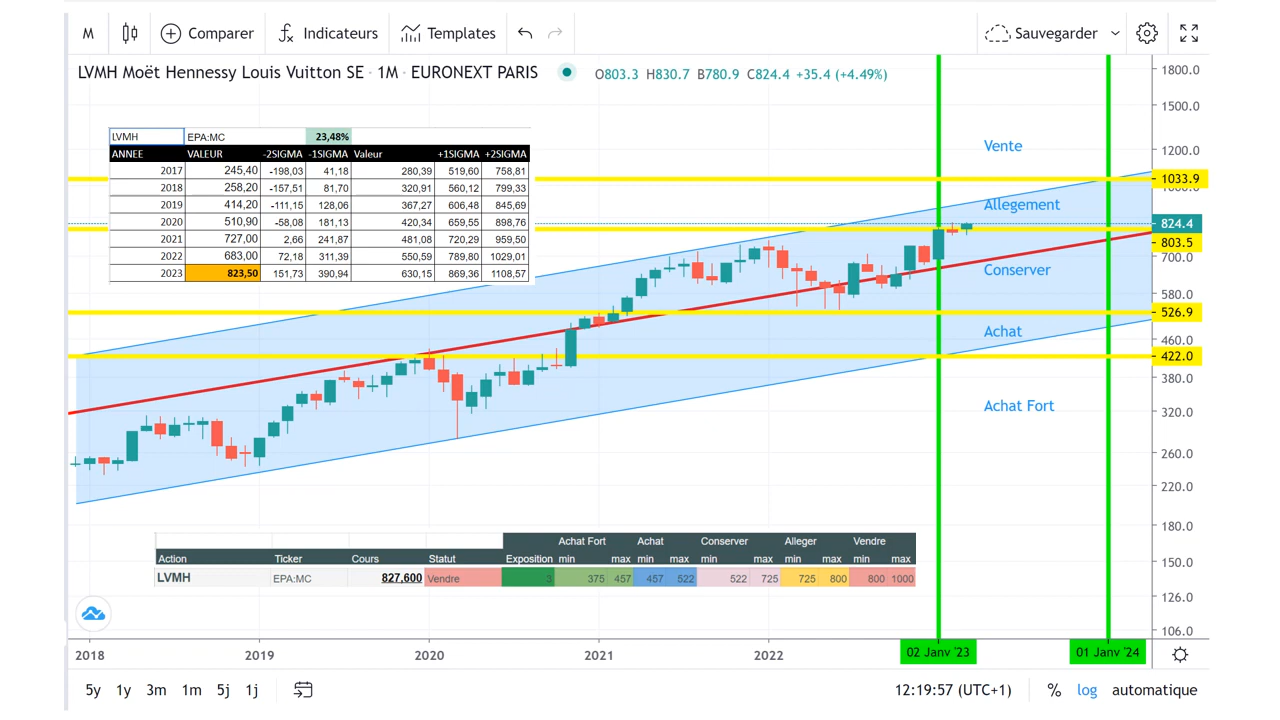 M Comparer Indicateurs Templates Sauvegarder
LVMH Moët Hennessy Louis Vuitton SE · 1M · EURONEXT PARIS O803.3 H830.7 B780.9 C824.4 +35.4 (+4.49%)
LVMH EPA:MC 23,48%
ANNEE VALEUR -2SIGMA -1SIGMA Valeur +1SIGMA +2SIGMA
2017 245,40 -198,03 41,18 280,39 519,60 758,81
2018 258,20 -157,51 81,70 320,91 560,12 799,33
2019 414,20 -111,15 128,06 367,27 606,48 845,69
2020 510,90 -58,08 181,13 420,34 659,55 898,76
2021 727,00 2,66 241,87 481,08 720,29 959,50
2022 683,00 72,18 311,39 550,59 789,80 1029,01
2023 823,50 151,73 390,94 630,15 869,36 1108,57
Vente
Allegement
Conserver
Achat
Achat Fort
1800.0
1500.0
1200.0
1033.9
824.4
803.5
700.0
580.0
526.9
460.0
422.0
380.0
320.0
260.0
220.0
180.0
150.0
126.0
106.0
Achat Fort Achat Conserver Alleger Vendre
Action Ticker Cours Statut Exposition min max min max min max min max min max
LVMH EPA:MC 827,600 Vendre 3 375 457 457 522 522 725 725 800 800 1000
2018 2019 2020 2021 2022 02 Janv '23 01 Janv '24
5y 1y 3m 1m 5j 1j 12:19:57 (UTC+1) % log automatique